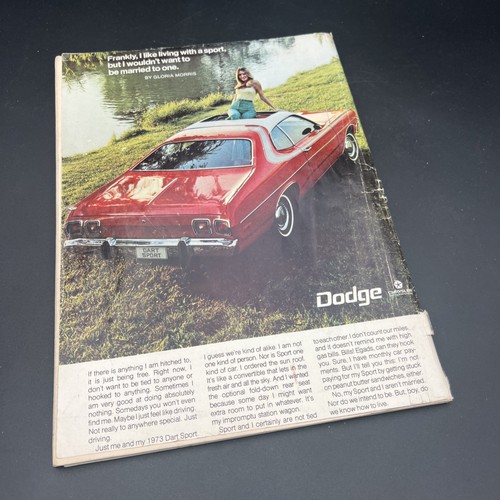 Frankly, I like living with a sport,
but I wouldn't want to
be married to one.
BY GLORIA MORRIS
DART
SPORT
Dodge
CHRYSLER
If there is anything I am hitched to,
it is just being free. Right now, I
don't want to be tied to anyone or
hooked to anything. Sometimes, I
am very good at doing absolutely
nothing. Somedays you won't even
find me. Maybe I just feel like driving.
Not really to anywhere special. Just
driving.
Just me and my 1973 Dart Sport
I guess we're kind of alike. I am not
one kind of person. Nor is Sport one
kind of car. I ordered the sun roof.
It's like a convertible that lets in the
fresh air and all the sky. And I wanted
the optional fold-down rear seat
because some day I might want
extra room to put in whatever. It's
my impromptu station wagon.
Sport and I certainly are not tied
to each other. I don't count our miles,
and it doesn't remind me with high
gas bills. Bills! Egads, can they hook
you. Sure, I have monthly car pay-
ments. But I'll tell you this: I'm not
paying for my Sport by getting stuck
on peanut butter sandwiches, either.
No, my Sport and I aren't married.
Nor do we intend to be. But, boy, do
we know how to live.